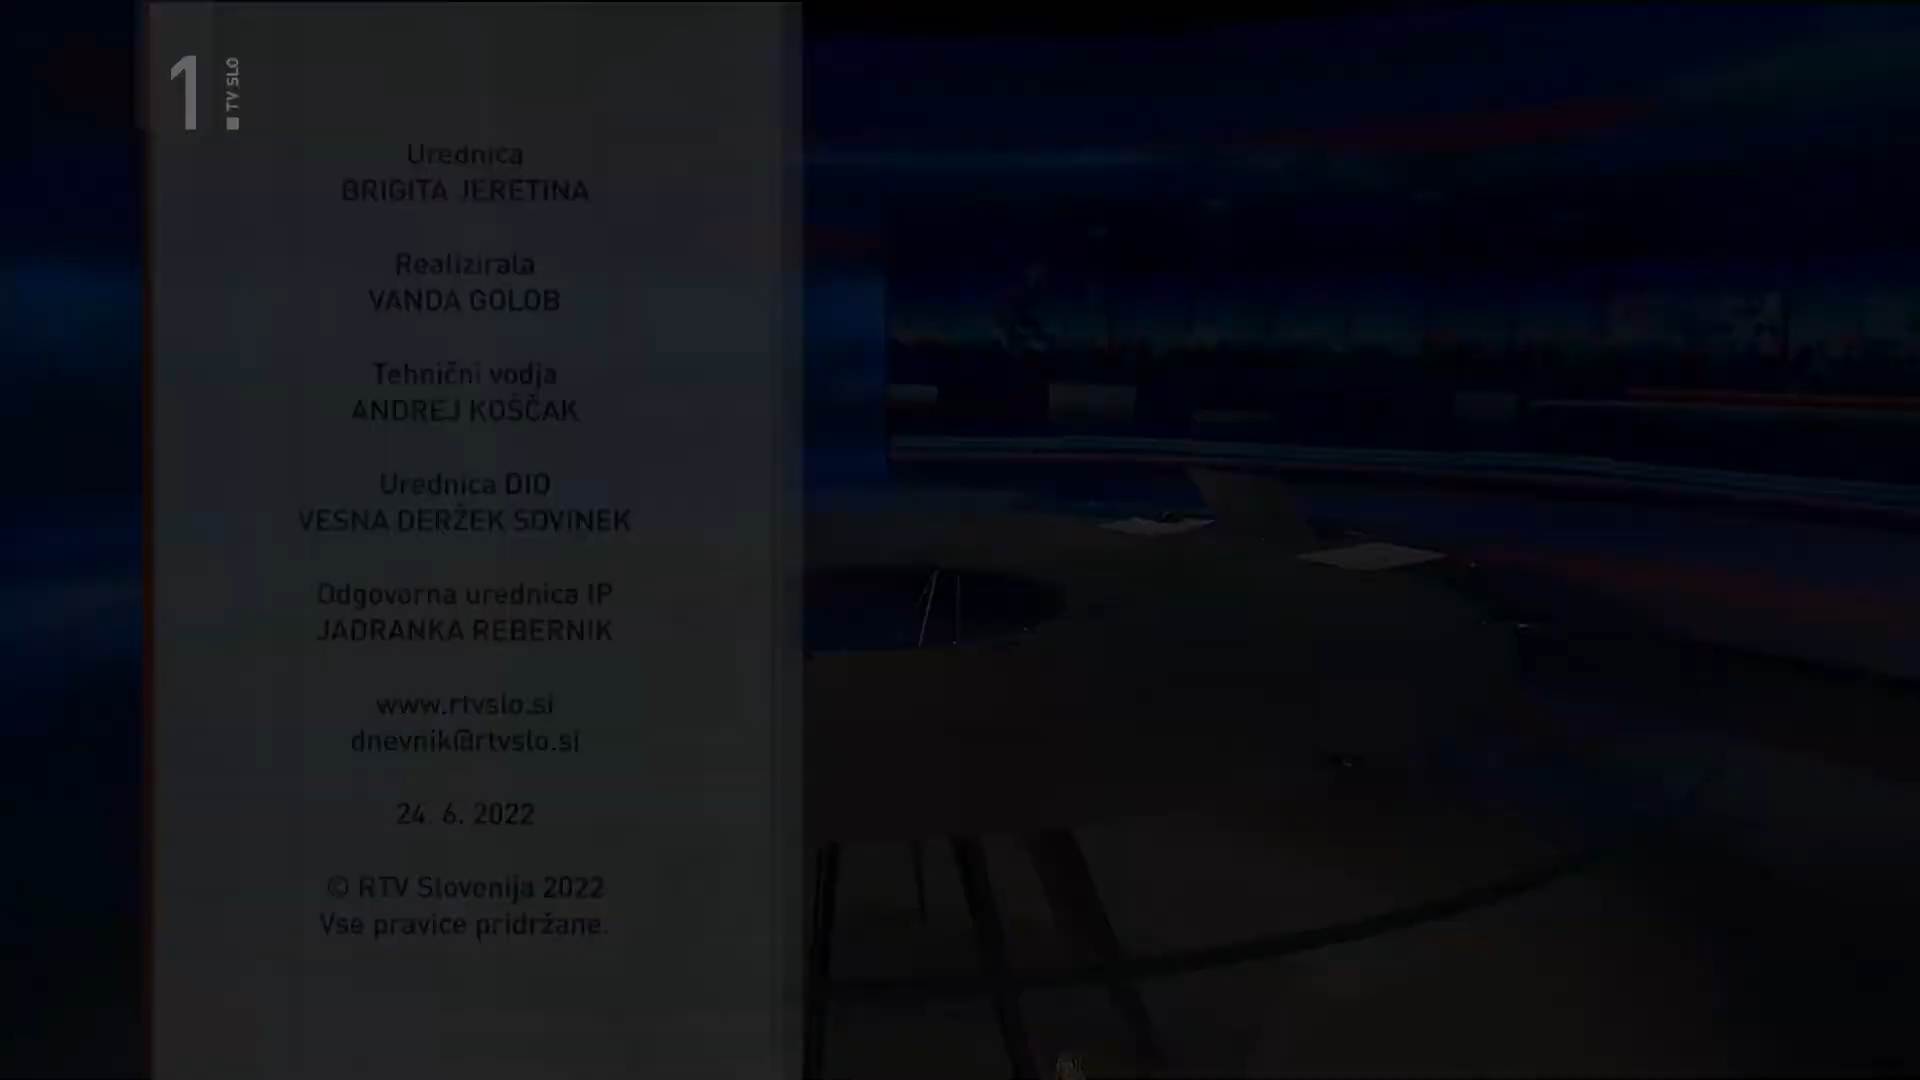 1. TV SLO
Urednica
BRIGITA JERETINA
Realizirala
VANDA GOLOB
Tehnični vodja
ANDREJ KOŠČAK
Urednica DIO
VESNA DERŽEK SOVINEK
Odgovorna urednica IP
JADRANKA REBERNIK
www.rtvslo.si
dnevnik@rtvslo.si
24. 6. 2022
© RTV Slovenija 2022
Vse pravice pridržane.